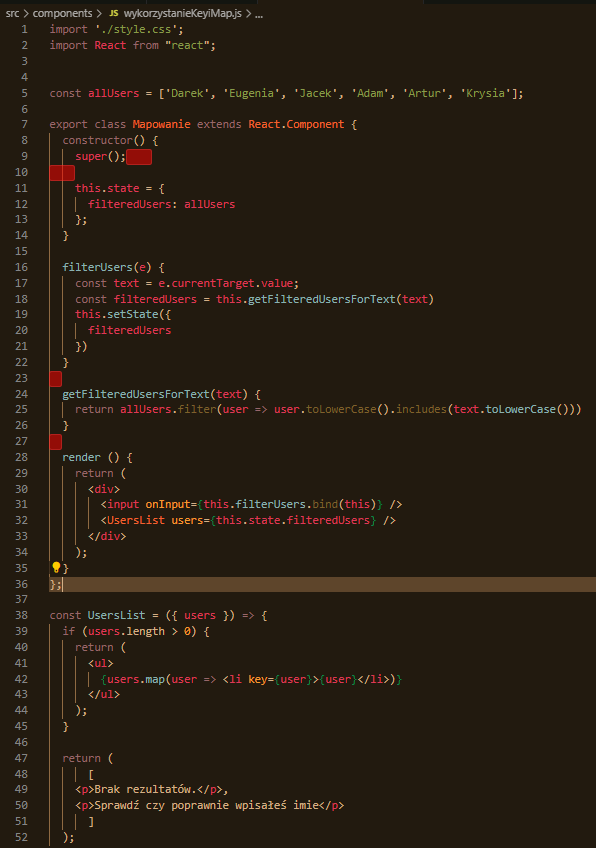 src > components > JS wykorzystanieKeyiMap.js > ...
1 import './style.css';
2 import React from "react";
3
4
5 const allUsers = ['Darek', 'Eugenia', 'Jacek', 'Adam', 'Artur', 'Krysia'];
6
7 export class Mapowanie extends React.Component {
8 constructor() {
9 super();
10
11 this.state = {
12 filteredUsers: allUsers
13 };
14 }
15
16 filterUsers(e) {
17 const text = e.currentTarget.value;
18 const filteredUsers = this.getFilteredUsersForText(text)
19 this.setState({
20 filteredUsers
21 })
22 }
23
24 getFilteredUsersForText(text) {
25 return allUsers.filter(user => user.toLowerCase().includes(text.toLowerCase()))
26 }
27
28 render () {
29 return (
30 <div>
31 <input onInput={this.filterUsers.bind(this)} />
32 <UsersList users={this.state.filteredUsers} />
33 </div>
34 );
35 }
36 };
37
38 const UsersList = ({ users }) => {
39 if (users.length > 0) {
40 return (
41 <ul>
42 {users.map(user => <li key={user}>{user}</li>)}
43 </ul>
44 );
45 }
46
47 return (
48 [
49 <p>Brak rezultatów.</p>,
50 <p>Sprawdź czy poprawnie wpisałeś imie</p>
51 ]
52 );